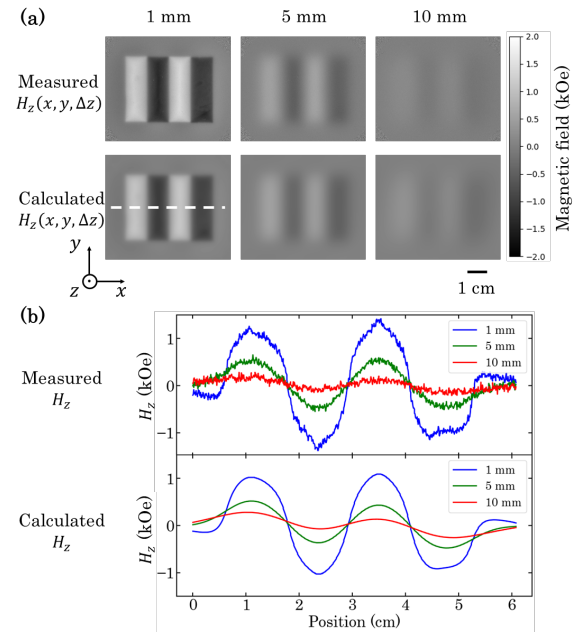 (a)
1 mm 5 mm 10 mm
Measured
H_z(x, y, Δz)
Calculated
H_z(x, y, Δz)
2.0
1.5
1.0
0.5
0.0
−0.5
−1.0
−1.5
−2.0
Magnetic field (kOe)
y
z x
1 cm
(b)
Measured
H_z
H_z (kOe)
1
0
−1
1 mm
5 mm
10 mm
Calculated
H_z
H_z (kOe)
1
0
−1
1 mm
5 mm
10 mm
0 1 2 3 4 5 6
Position (cm)